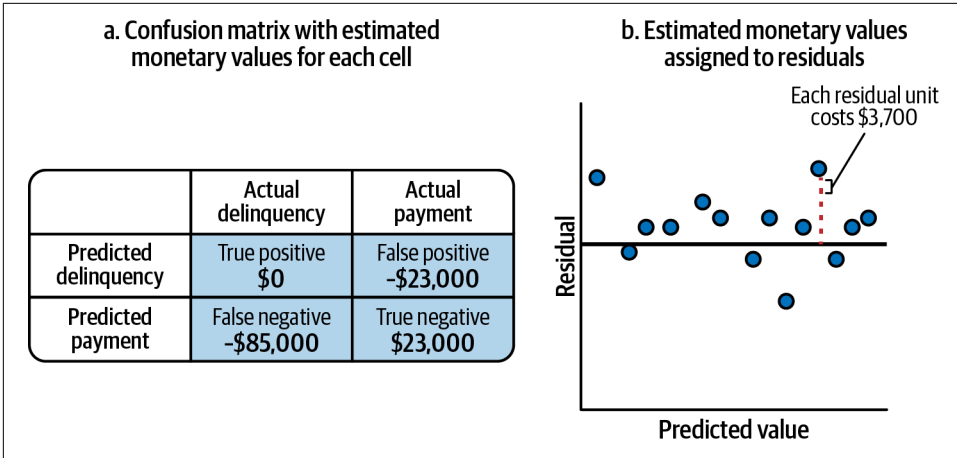 a. Confusion matrix with estimated
monetary values for each cell
Actual
delinquency
Actual
payment
Predicted
delinquency
True positive
$0
False positive
–$23,000
Predicted
payment
False negative
–$85,000
True negative
$23,000
b. Estimated monetary values
assigned to residuals
Each residual unit
costs $3,700
Residual
Predicted value